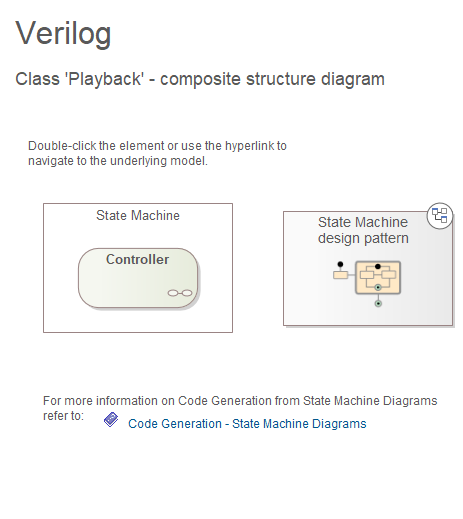 Verilog
Class 'Playback' - composite structure diagram
Double-click the element or use the hyperlink to
navigate to the underlying model.
State Machine
Controller
State Machine
design pattern
For more information on Code Generation from State Machine Diagrams
refer to:
Code Generation - State Machine Diagrams